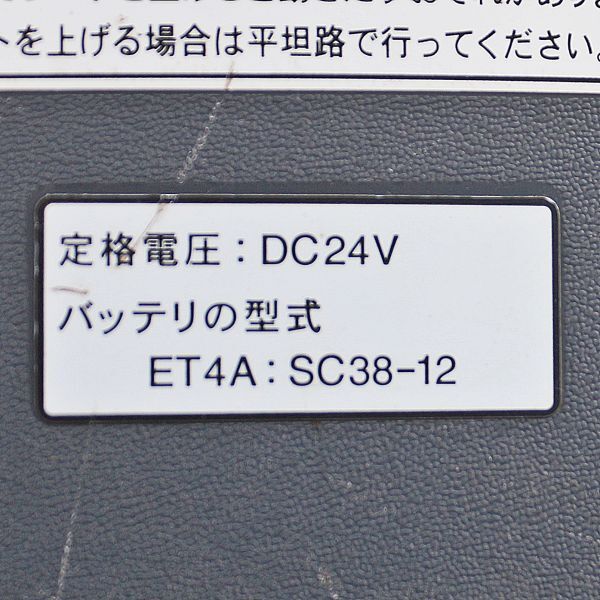 トを上げる場合は平坦路で行ってください。
定格電圧：DC24V
バッテリの型式
ET4A：SC38-12